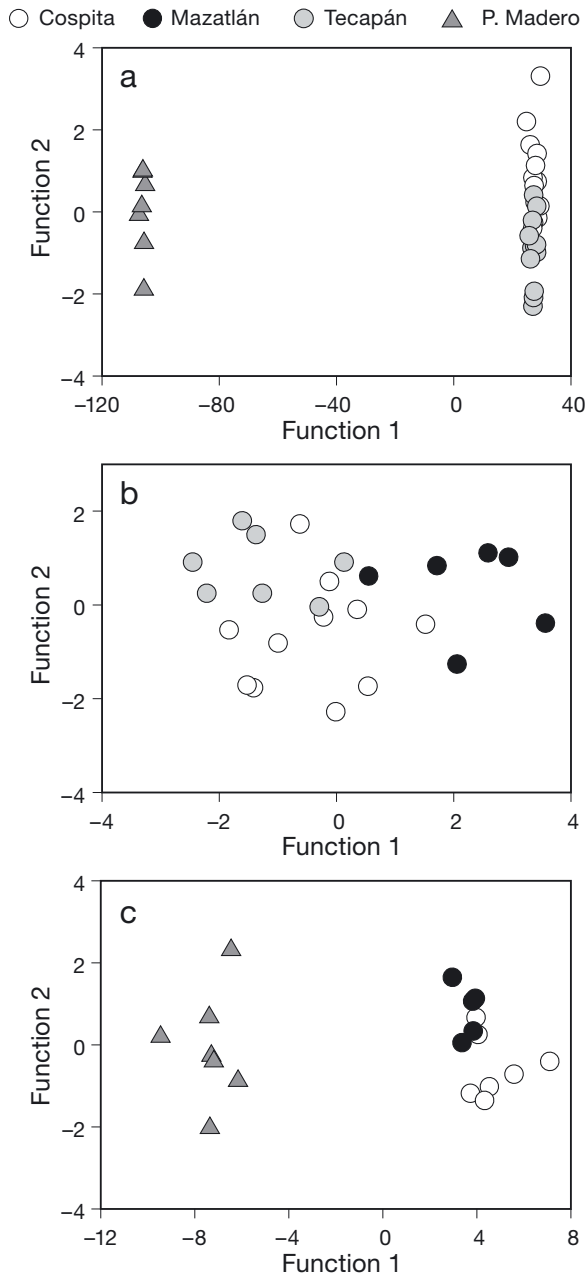 Cospita Mazatlán Tecapán P. Madero
a
4
2
0
−2
−4
Function 2
−120 −80 −40 0 40
Function 1
b
2
0
−2
−4
Function 2
−4 −2 0 2 4
Function 1
c
4
2
0
−2
−4
Function 2
−12 −8 −4 0 4 8
Function 1